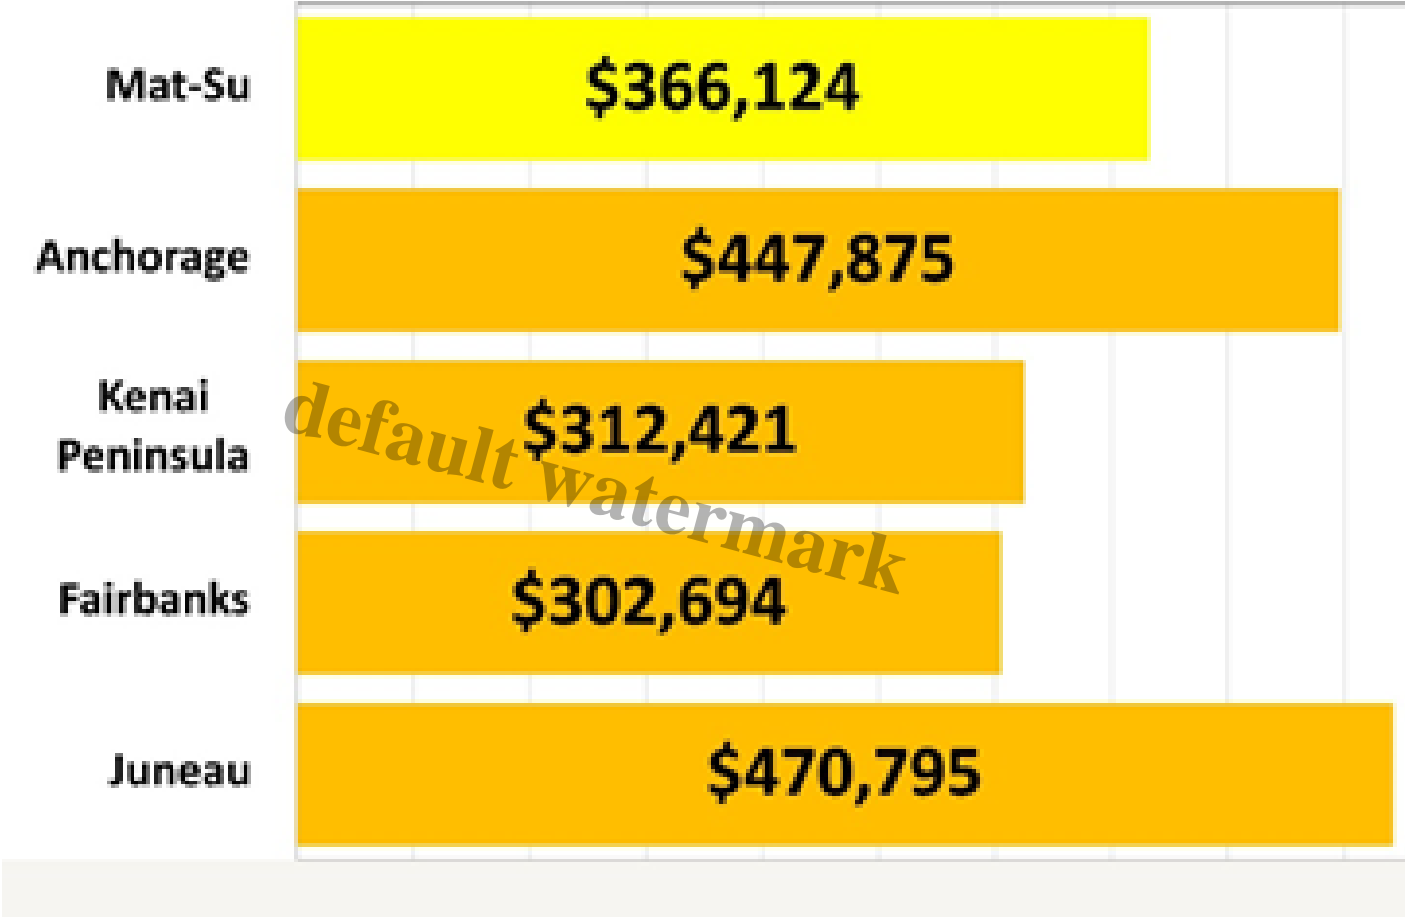 Mat-Su
$366,124
Anchorage
$447,875
Kenai
Peninsula
$312,421
default watermark
Fairbanks
$302,694
Juneau
$470,795